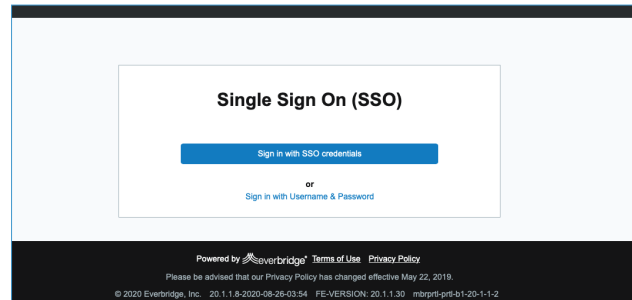 Single Sign On (SSO)
Sign in with SSO credentials
or
Sign in with Username & Password
Powered by everbridge Terms of Use Privacy Policy
Please be advised that our Privacy Policy has changed effective May 22, 2019.
© 2020 Everbridge, Inc. 20.1.1.8-2020-08-26-03:54 FE-VERSION: 20.1.1.30 mbrprtl-prtl-b1-20-1-1-2